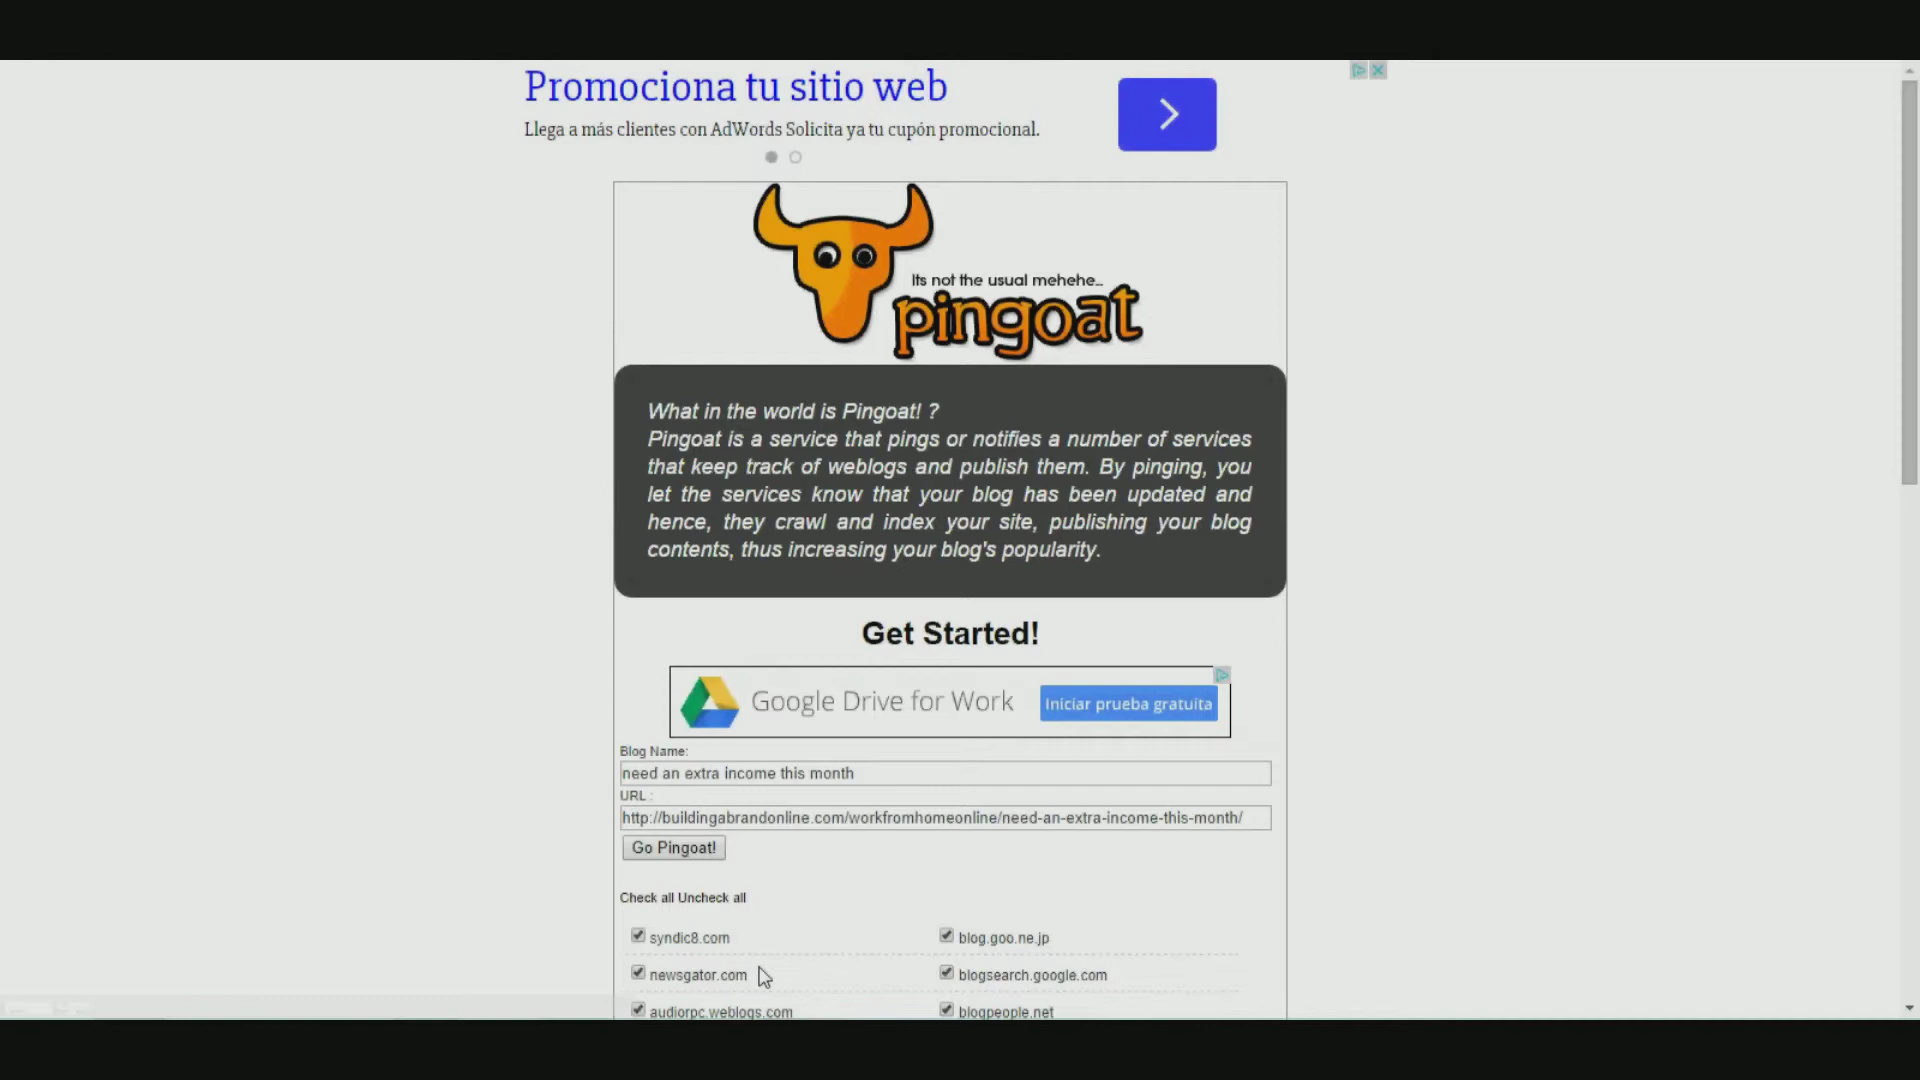 Promociona tu sitio web
Llega a más clientes con AdWords Solicita ya tu cupón promocional.
Its not the usual mehehe...
pingoat
What in the world is Pingoat! ?
Pingoat is a service that pings or notifies a number of services
that keep track of weblogs and publish them. By pinging, you
let the services know that your blog has been updated and
hence, they crawl and index your site, publishing your blog
contents, thus increasing your blog's popularity.
Get Started!
Google Drive for Work
Iniciar prueba gratuita
Blog Name:
need an extra income this month
URL :
http://buildingabrandonline.com/workfromhomeonline/need-an-extra-income-this-month/
Go Pingoat!
Check all Uncheck all
syndic8.com
blog.goo.ne.jp
newsgator.com
blogsearch.google.com
audiorpc.weblogs.com
blogpeople.net